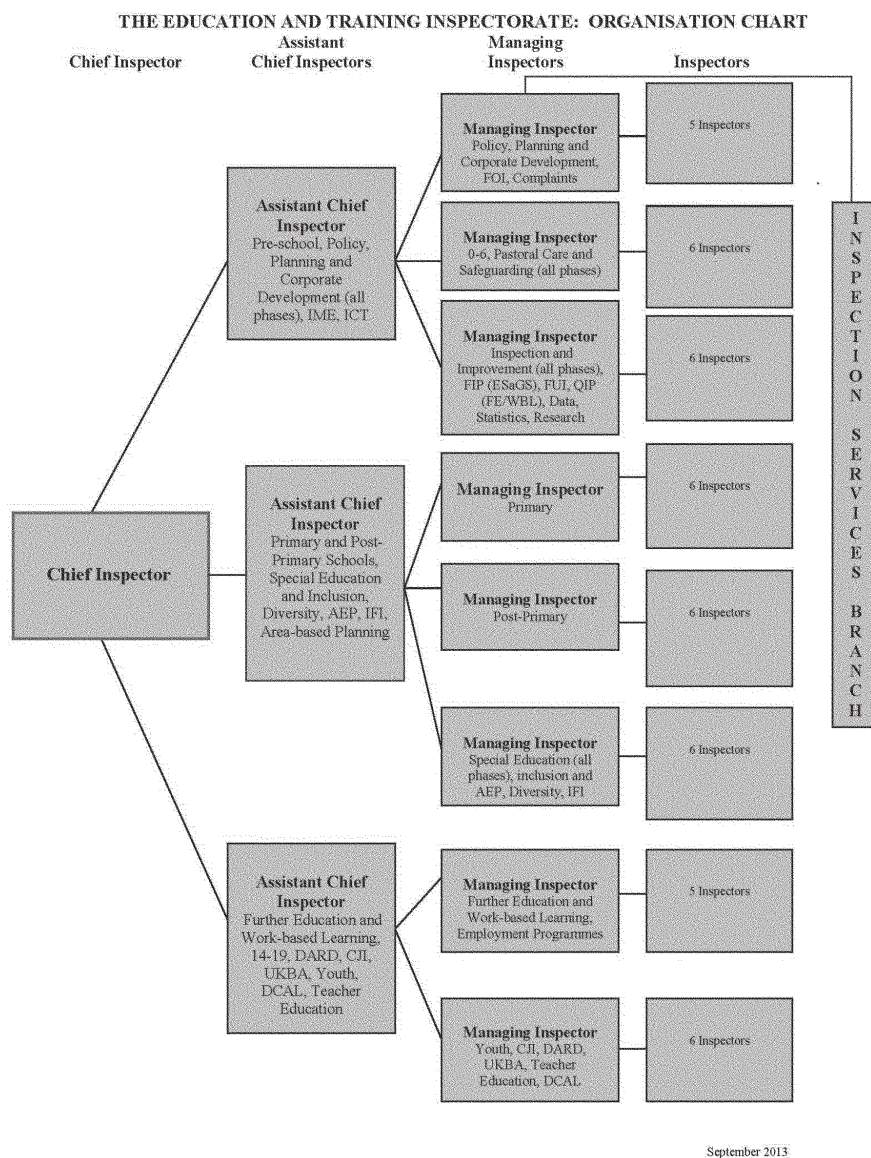 THE EDUCATION AND TRAINING INSPECTORATE: ORGANISATION CHART
Chief Inspector
Assistant
Chief Inspectors
Managing
Inspectors
Inspectors
Chief Inspector
Assistant Chief
Inspector
Pre-school, Policy,
Planning and
Corporate
Development (all
phases), IME, ICT
Managing Inspector
Policy, Planning and
Corporate Development,
FOI, Complaints
5 Inspectors
Managing Inspector
0-6, Pastoral Care and
Safeguarding (all phases)
6 Inspectors
Managing Inspector
Inspection and
Improvement (all phases),
FIP (ESaGS), FUI, QIP
(FE/WBL), Data,
Statistics, Research
6 Inspectors
Assistant Chief
Inspector
Primary and Post-
Primary Schools,
Special Education
and Inclusion,
Diversity, AEP, IFI,
Area-based Planning
Managing Inspector
Primary
6 Inspectors
Managing Inspector
Post-Primary
6 Inspectors
Managing Inspector
Special Education (all
phases), inclusion and
AEP, Diversity, IFI
6 Inspectors
Assistant Chief
Inspector
Further Education and
Work-based Learning,
14-19, DARD, CJI,
UKBA, Youth,
DCAL, Teacher
Education
Managing Inspector
Further Education and
Work-based Learning,
Employment Programmes
5 Inspectors
Managing Inspector
Youth, CJI, DARD,
UKBA, Teacher
Education, DCAL
6 Inspectors
INSPECTION SERVICES BRANCH
September 2013